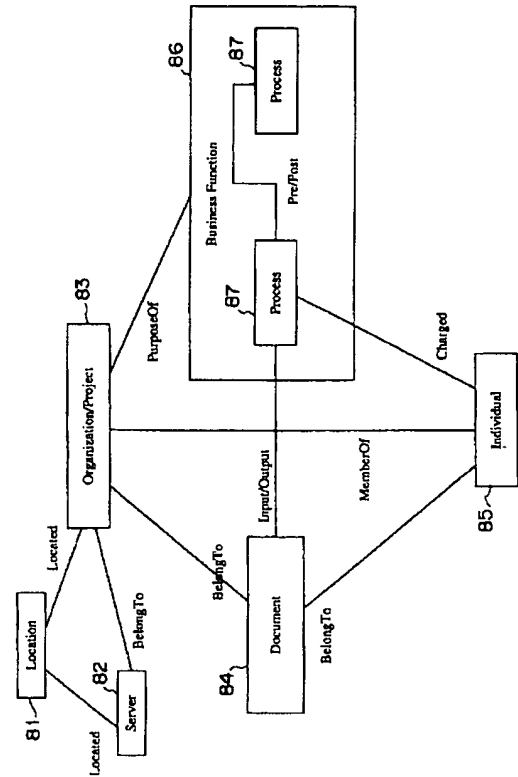 Location
81
Located
Server
82
Located
BelongTo
Organization/Project
83
PurposeOf
86
Business Function
Process
87
Pre/Post
Process
87
Charged
Input/Output
MemberOf
BelongTo
Document
84
BelongTo
Individual
85